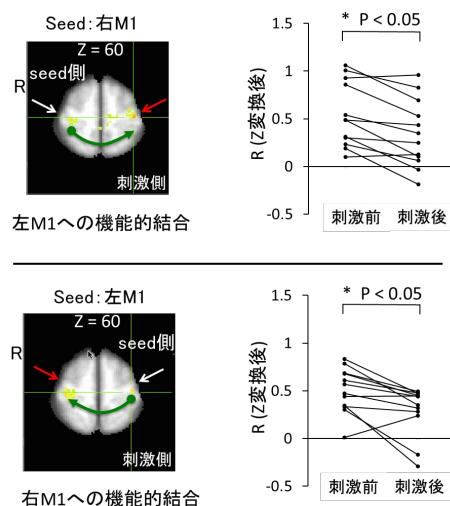 Seed:右M1
Z = 60
seed側
R
刺激側
左M1への機能的結合
* P < 0.05
R (Z変換後)
1.5
1
0.5
0
-0.5
刺激前 刺激後
Seed:左M1
Z = 60
seed側
R
刺激側
右M1への機能的結合
* P < 0.05
R (Z変換後)
1.5
1
0.5
0
-0.5
刺激前 刺激後